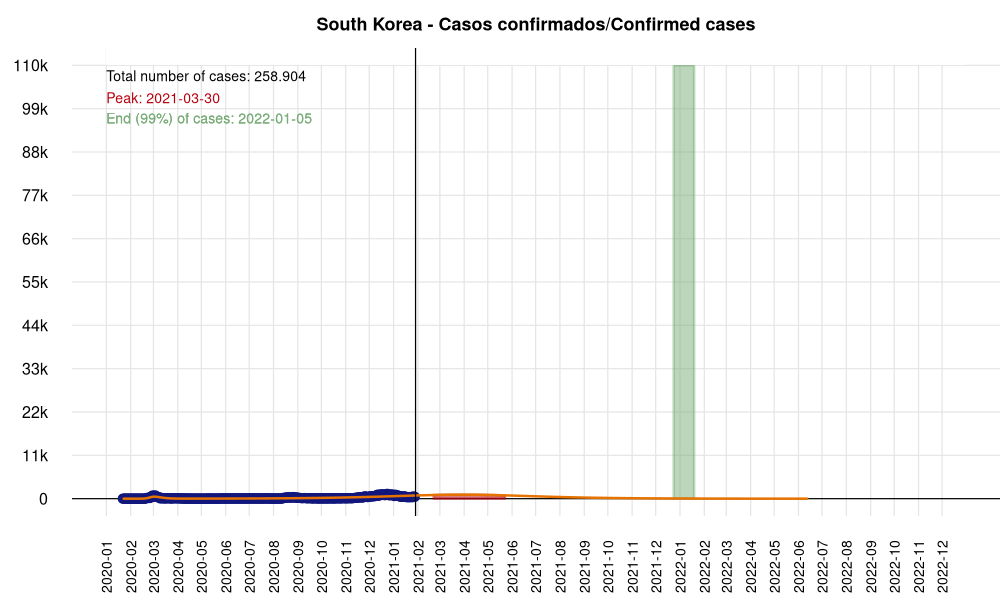 South Korea - Casos confirmados/Confirmed cases
Total number of cases: 258.904
Peak: 2021-03-30
End (99%) of cases: 2022-01-05
110k
99k
88k
77k
66k
55k
44k
33k
22k
11k
0
2020-01
2020-02
2020-03
2020-04
2020-05
2020-06
2020-07
2020-08
2020-09
2020-10
2020-11
2020-12
2021-01
2021-02
2021-03
2021-04
2021-05
2021-06
2021-07
2021-08
2021-09
2021-10
2021-11
2021-12
2022-01
2022-02
2022-03
2022-04
2022-05
2022-06
2022-07
2022-08
2022-09
2022-10
2022-11
2022-12